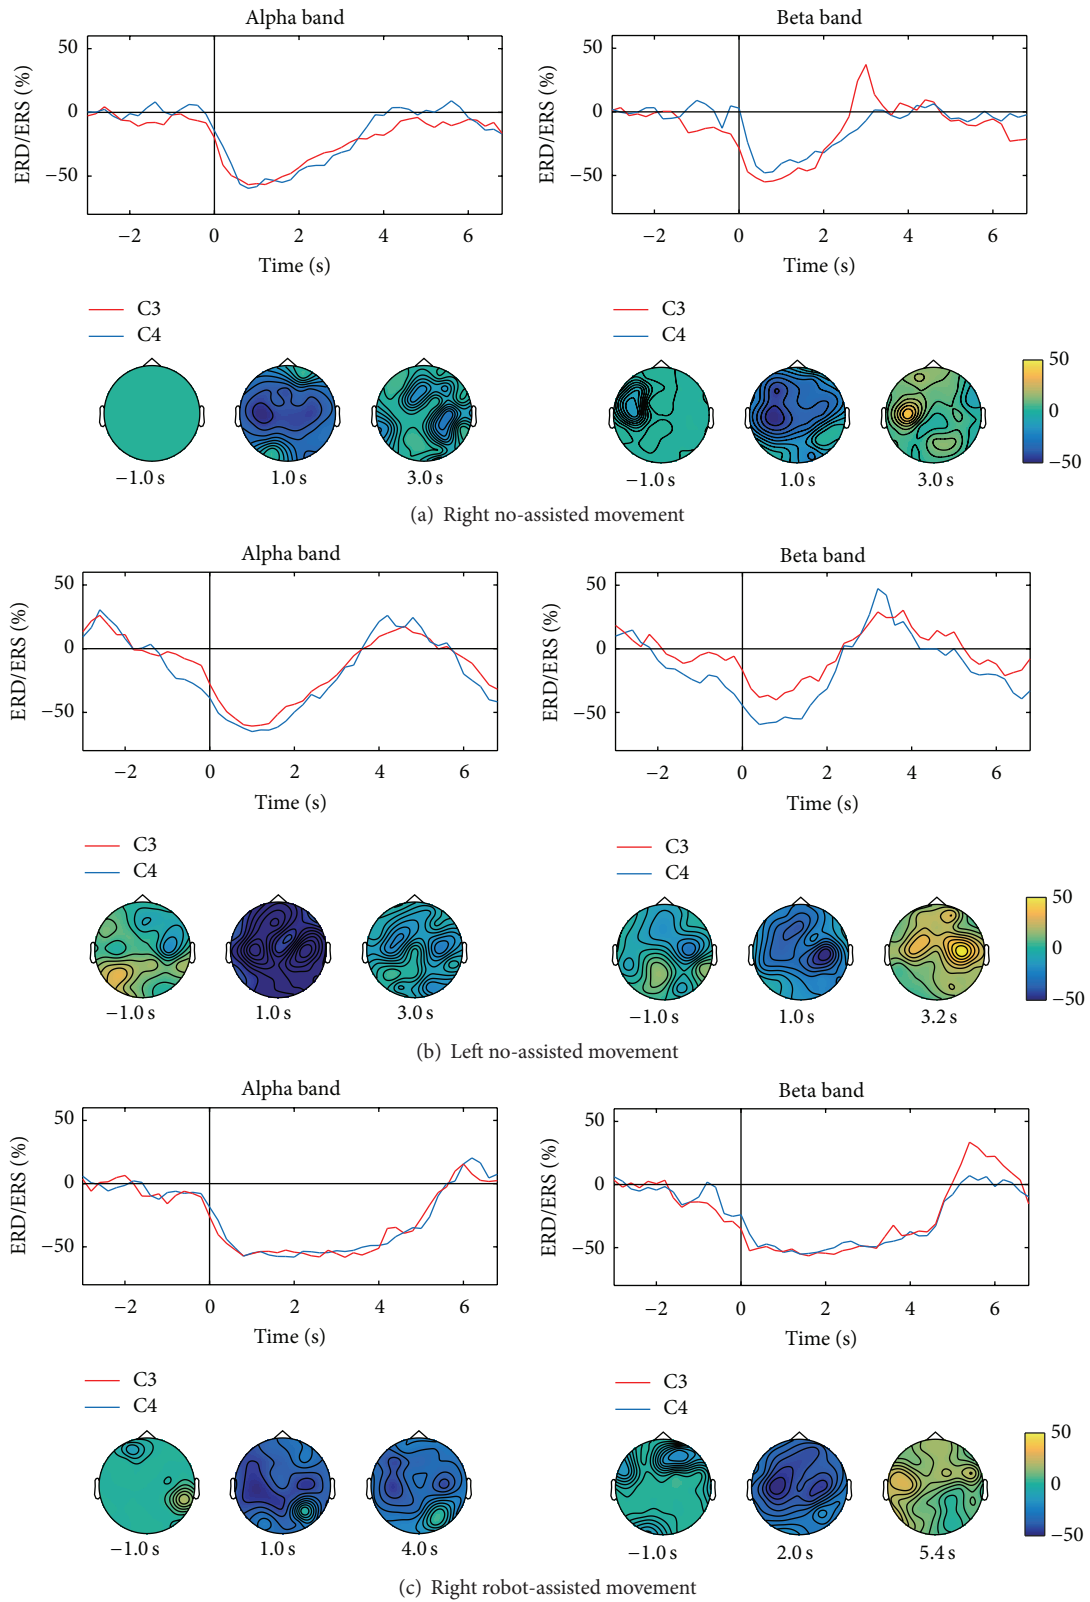 Alpha band
Beta band
ERD/ERS (%)
50
0
−50
−2 0 2 4 6
Time (s)
ERD/ERS (%)
50
0
−50
−2 0 2 4 6
Time (s)
C3
C4
C3
C4
−1.0 s 1.0 s 3.0 s
−1.0 s 1.0 s 3.0 s
50
0
−50
(a) Right no-assisted movement
Alpha band
Beta band
ERD/ERS (%)
50
0
−50
−2 0 2 4 6
Time (s)
ERD/ERS (%)
50
0
−50
−2 0 2 4 6
Time (s)
C3
C4
C3
C4
−1.0 s 1.0 s 3.0 s
−1.0 s 1.0 s 3.2 s
50
0
−50
(b) Left no-assisted movement
Alpha band
Beta band
ERD/ERS (%)
50
0
−50
−2 0 2 4 6
Time (s)
ERD/ERS (%)
50
0
−50
−2 0 2 4 6
Time (s)
C3
C4
C3
C4
−1.0 s 1.0 s 4.0 s
−1.0 s 2.0 s 5.4 s
50
0
−50
(c) Right robot-assisted movement